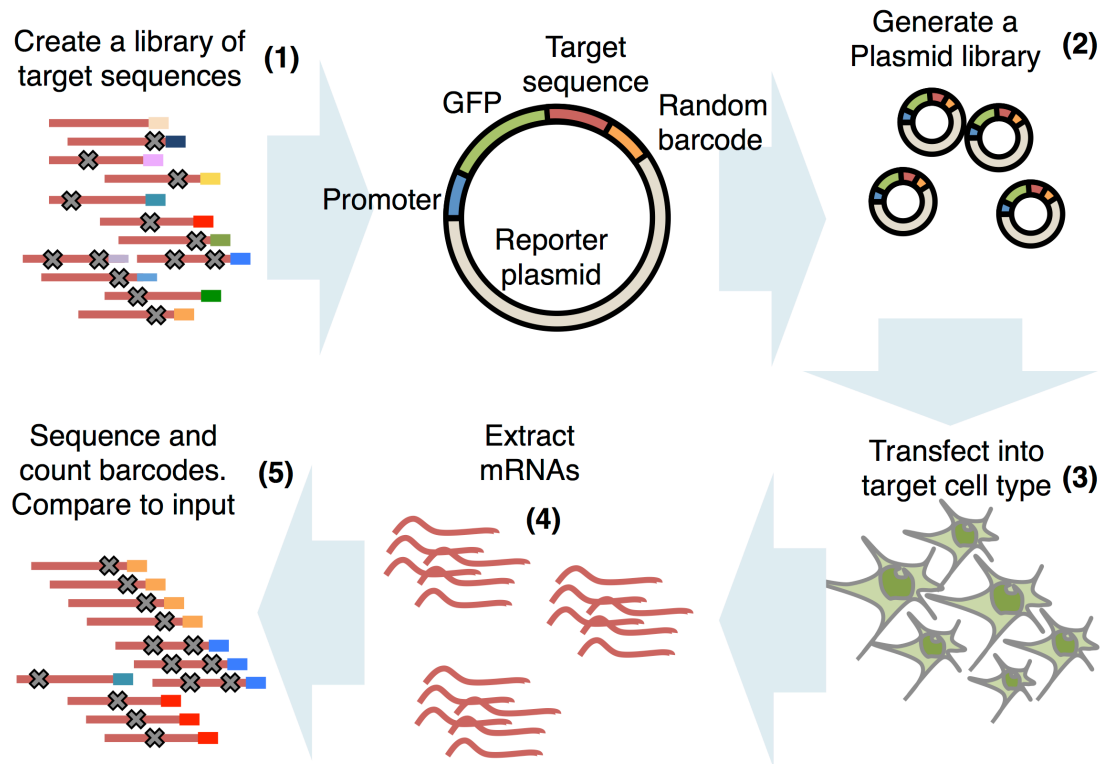 Create a library of
target sequences
(1)
Target
sequence
GFP
Random
barcode
Promoter
Reporter
plasmid
Generate a
Plasmid library
(2)
Transfect into
target cell type
(3)
Extract
mRNAs
(4)
Sequence and
count barcodes.
Compare to input
(5)